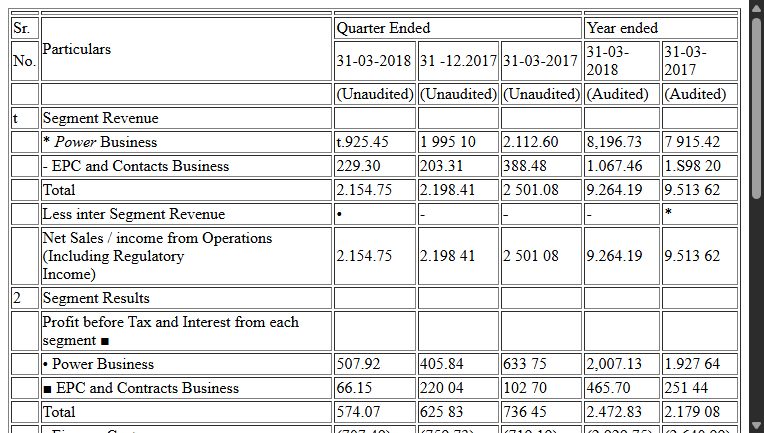 Sr. Quarter Ended Year ended
No. Particulars 31-03-2018 31 -12.2017 31-03-2017 31-03-2018 31-03-2017
(Unaudited) (Unaudited) (Unaudited) (Audited) (Audited)
t Segment Revenue
* Power Business t.925.45 1 995 10 2.112.60 8,196.73 7 915.42
- EPC and Contacts Business 229.30 203.31 388.48 1.067.46 1.S98 20
Total 2.154.75 2.198.41 2 501.08 9.264.19 9.513 62
Less inter Segment Revenue • - - - *
Net Sales / income from Operations
(Including Regulatory
Income) 2.154.75 2.198 41 2 501 08 9.264.19 9.513 62
2 Segment Results
Profit before Tax and Interest from each
segment ■
• Power Business 507.92 405.84 633 75 2,007.13 1.927 64
■ EPC and Contracts Business 66.15 220 04 102 70 465.70 251 44
Total 574.07 625 83 736 45 2.472.83 2.179 08